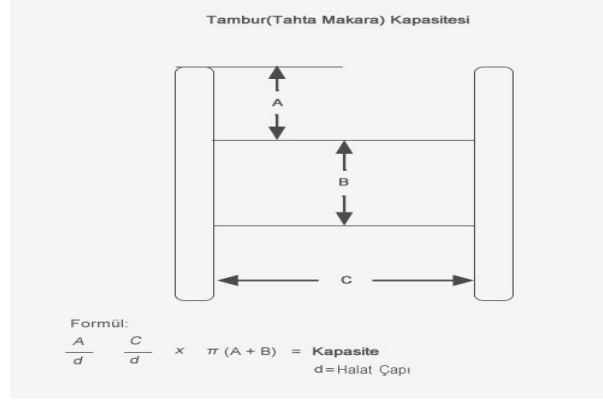 Tambur(Tahta Makara) Kapasitesi
A
B
C
Formül:
A/d C/d × π (A + B) = Kapasite
d=Halat Çapı